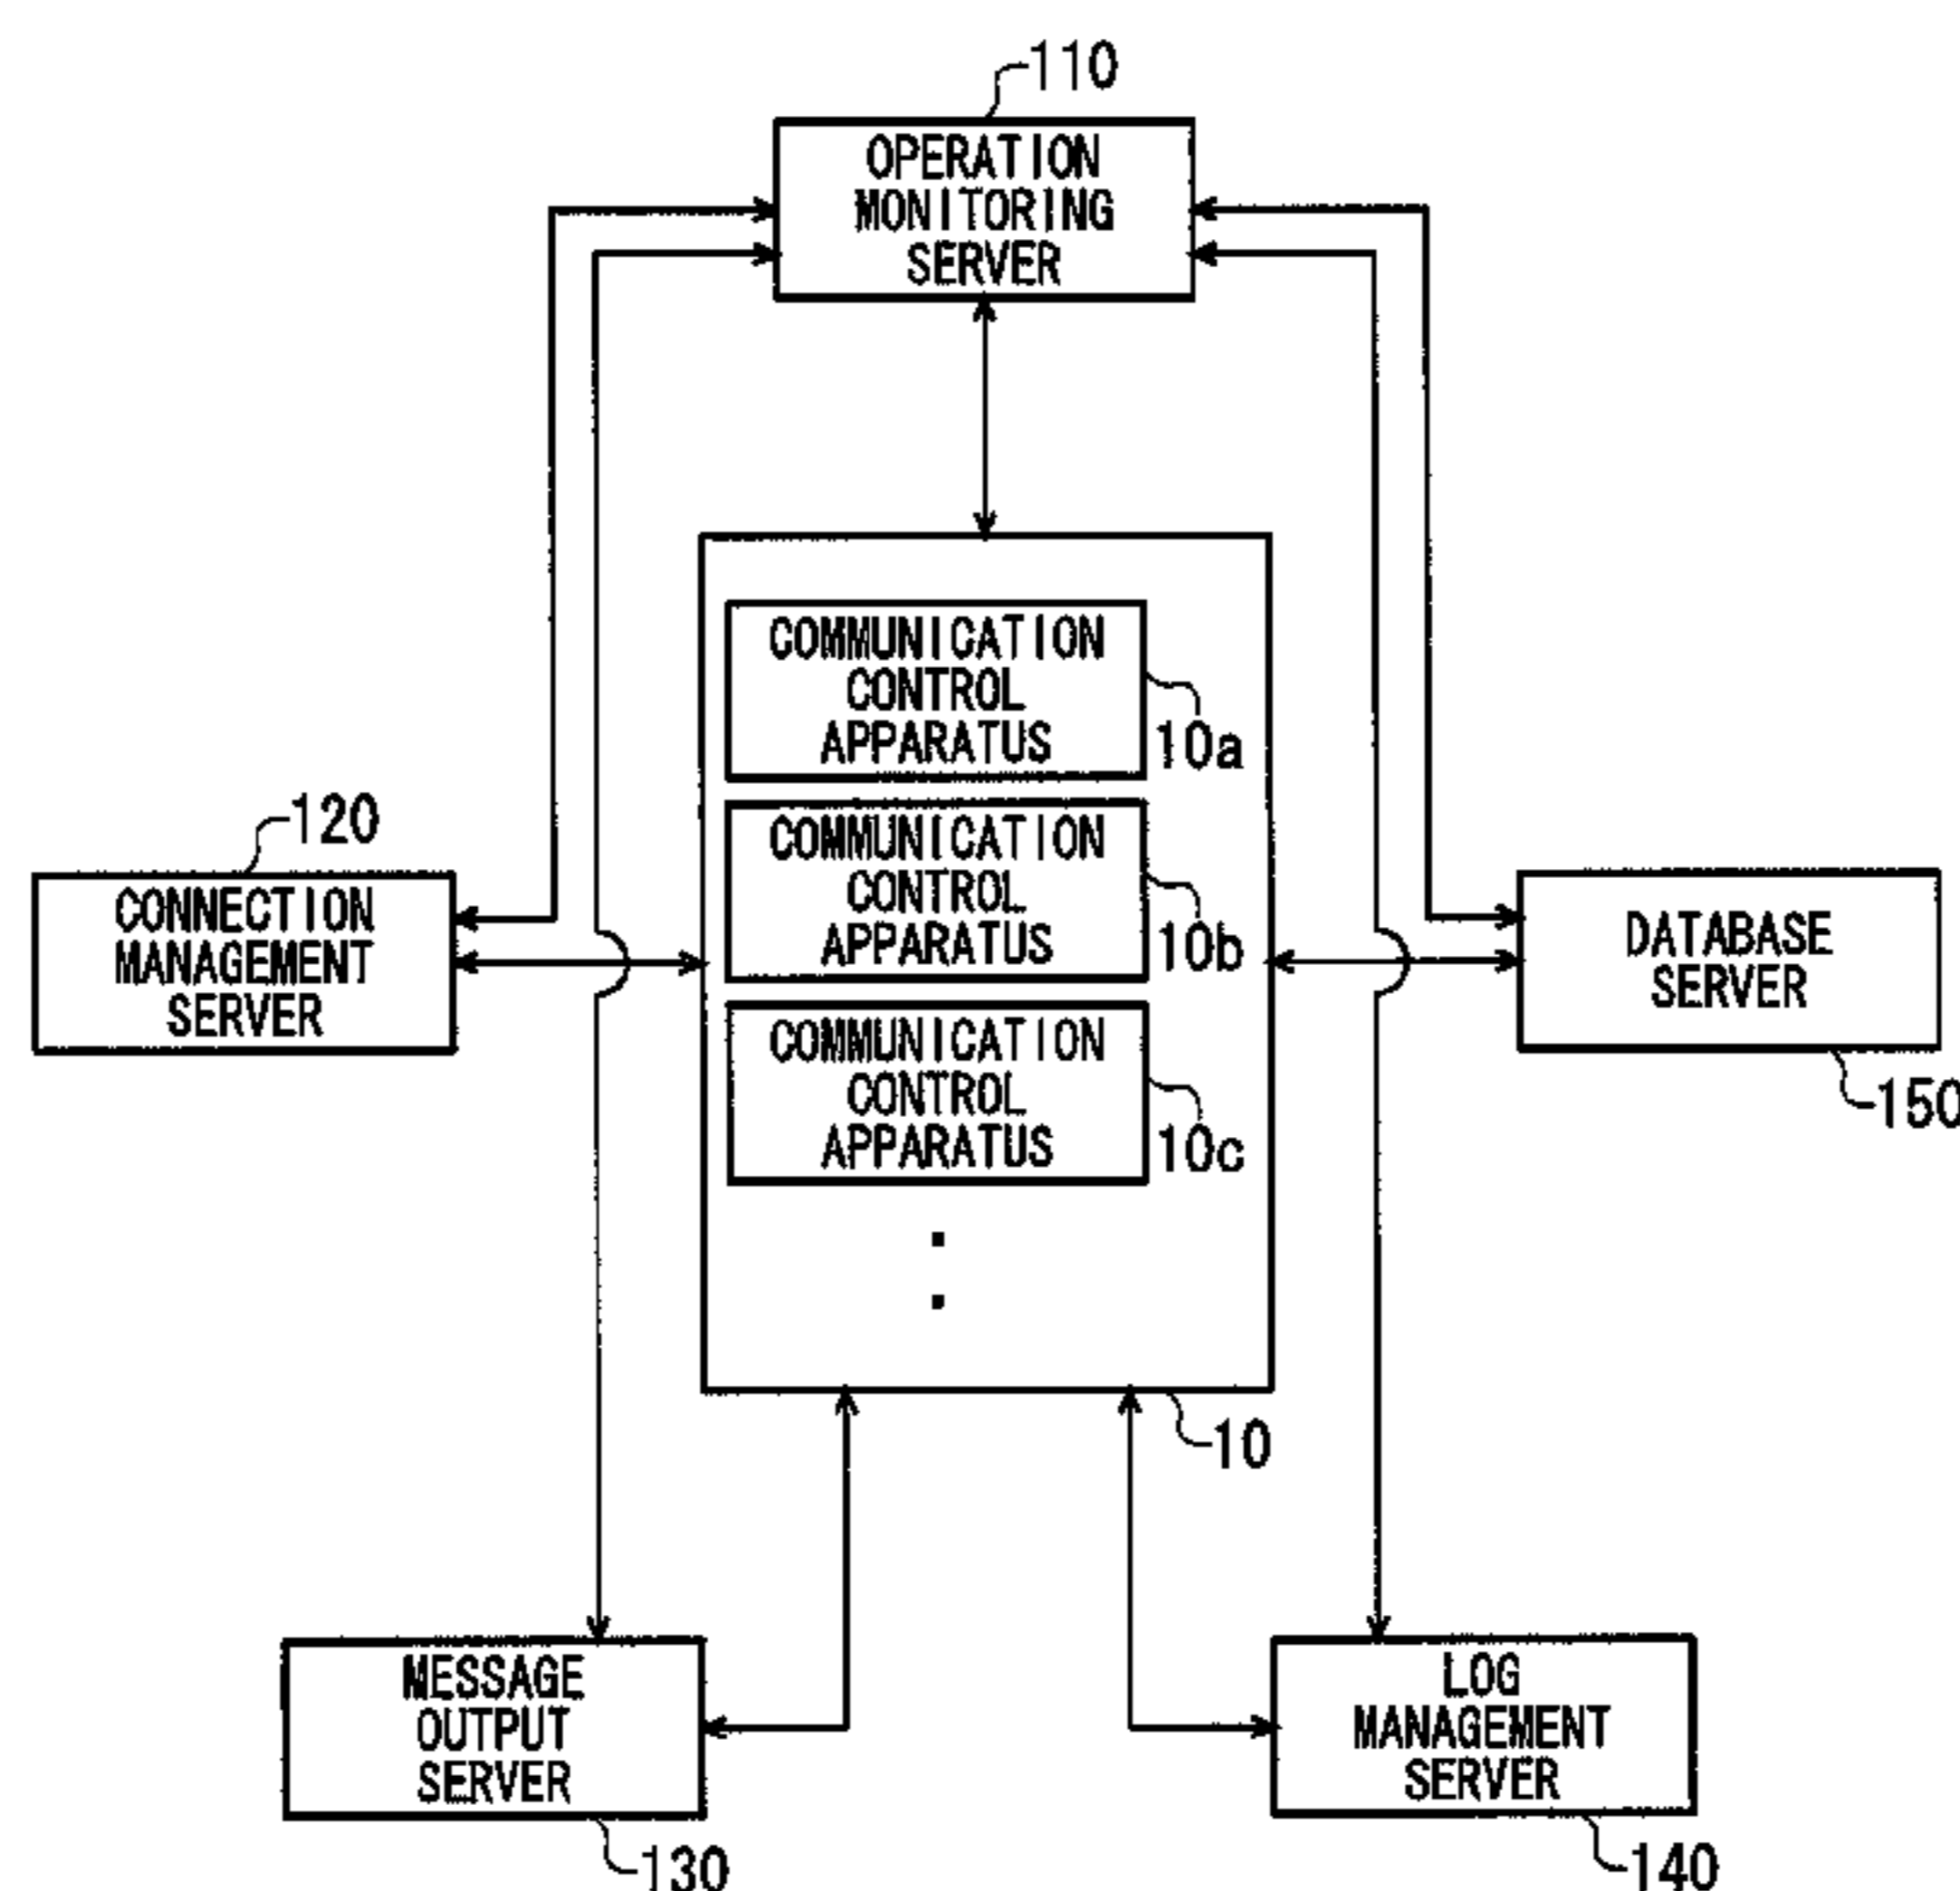 110
OPERATION
MONITORING
SERVER
COMMUNICATION
CONTROL
APPARATUS
10a
120
COMMUNICATION
CONTROL
APPARATUS
10b
CONNECTION
MANAGEMENT
SERVER
DATABASE
SERVER
150
COMMUNICATION
CONTROL
APPARATUS
10c
10
MESSAGE
OUTPUT
SERVER
130
LOG
MANAGEMENT
SERVER
140